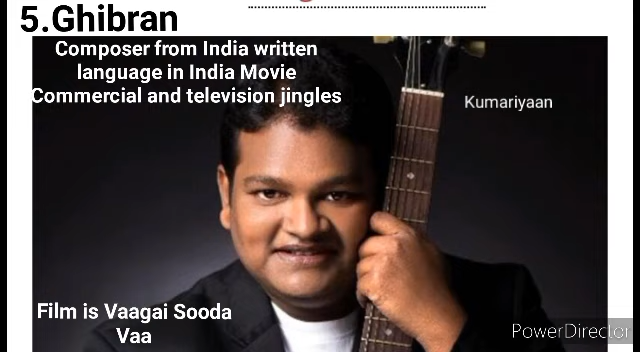 5.Ghibran
Composer from India written
language in India Movie
Commercial and television jingles
Kumariyaan
Film is Vaagai Sooda
Vaa
PowerDirector